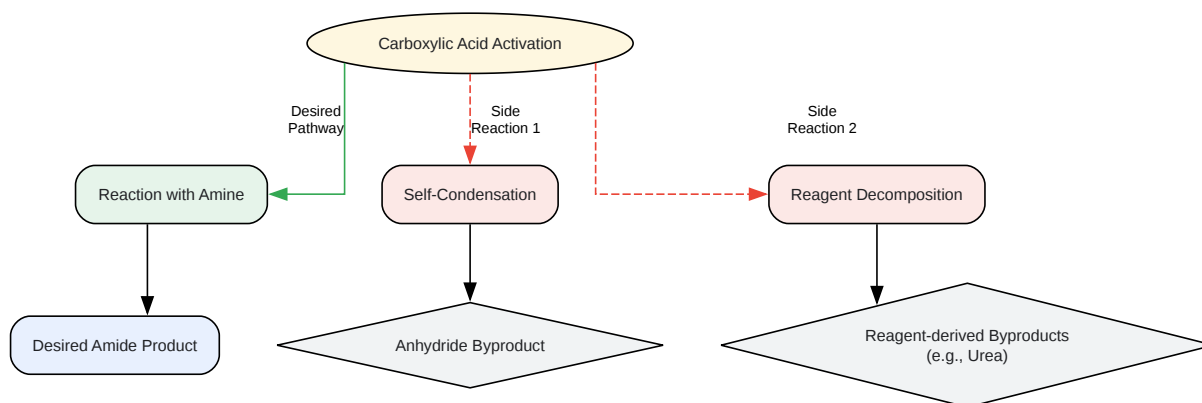 Carboxylic Acid Activation
Desired
Pathway
Side
Reaction 1
Side
Reaction 2
Reaction with Amine
Self-Condensation
Reagent Decomposition
Desired Amide Product
Anhydride Byproduct
Reagent-derived Byproducts
(e.g., Urea)